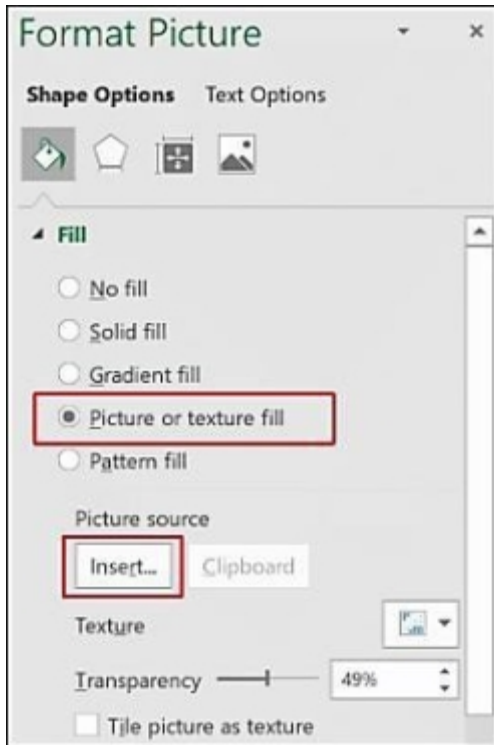 Format Picture
Shape Options Text Options
Fill
No fill
Solid fill
Gradient fill
Picture or texture fill
Pattern fill
Picture source
Insert... Clipboard
Texture
Transparency 49%
Tile picture as texture